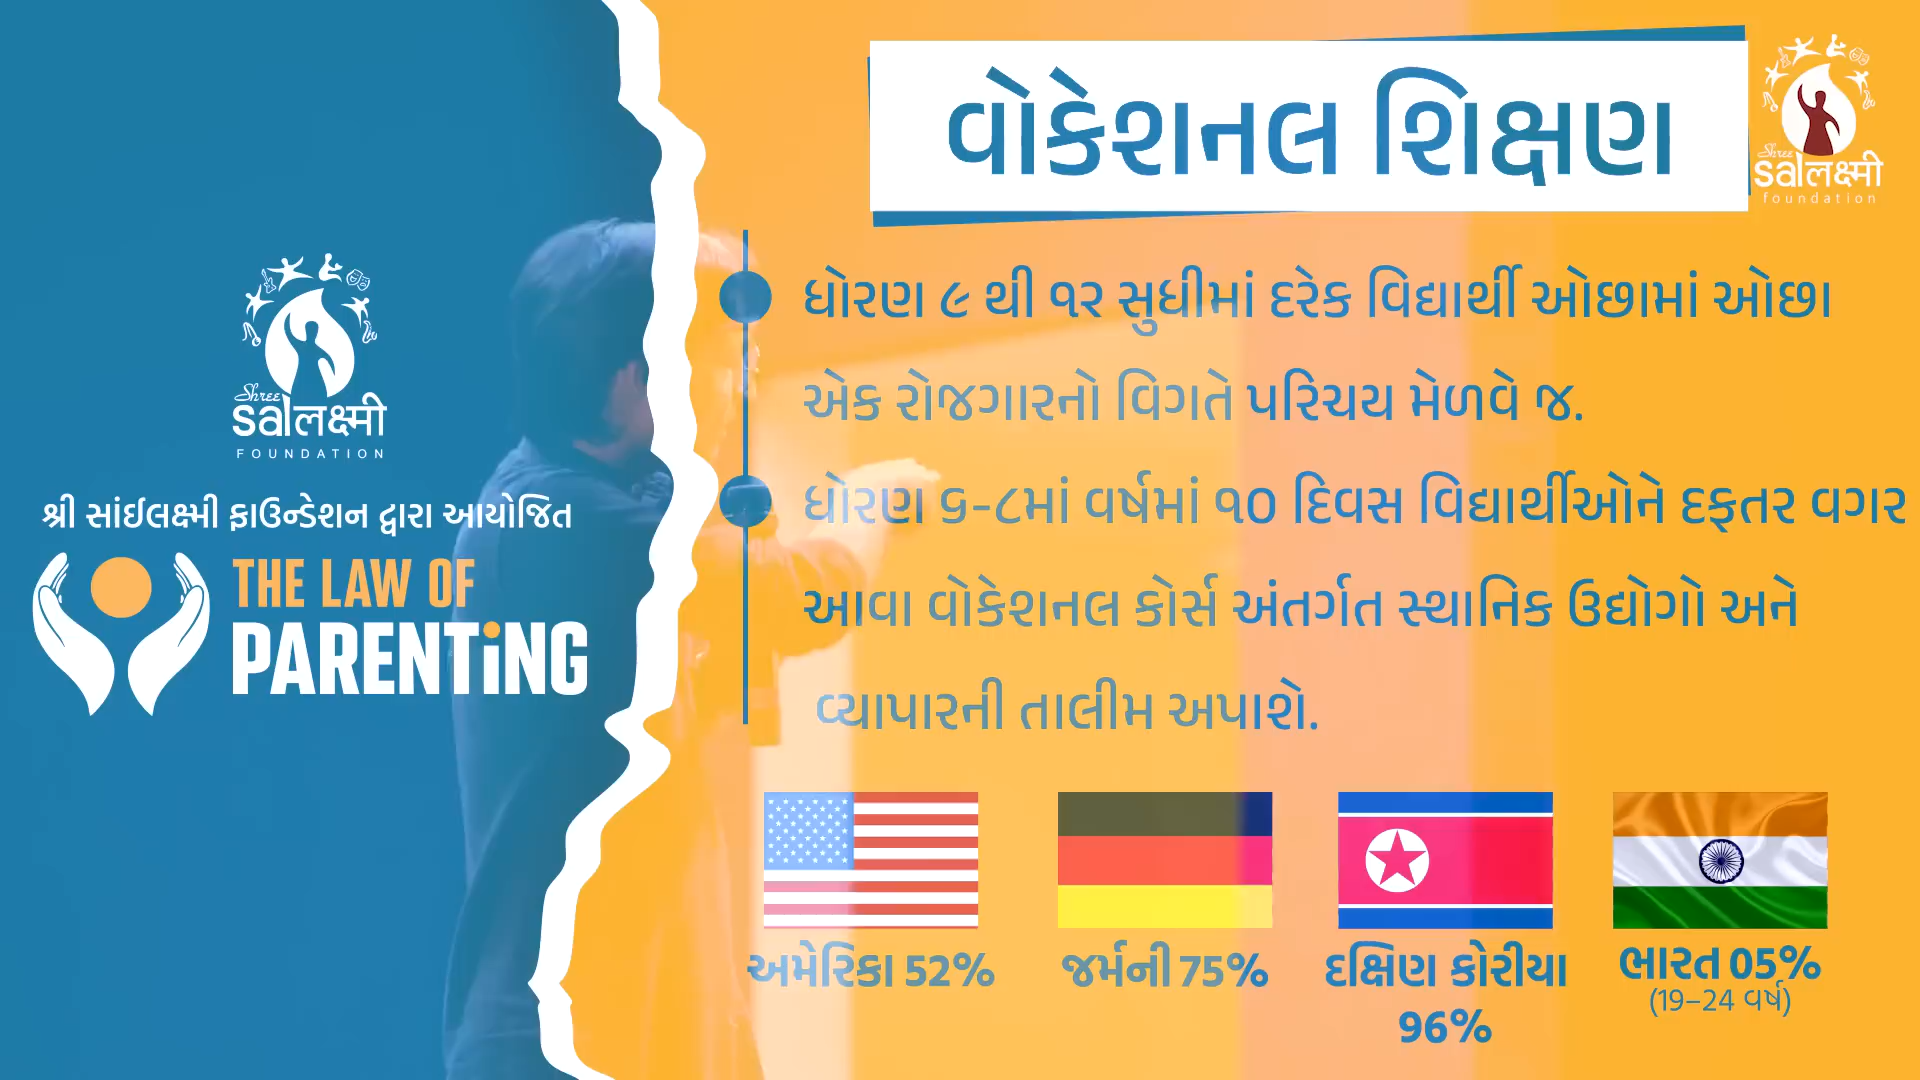 વોકેશનલ શિક્ષણ
Shree
saiલક્ષ્મી
foundation
ધોરણ ૯ થી ૧૨ સુધીમાં દરેક વિદ્યાર્થી ઓછામાં ઓછા
એક રોજગારનો વિગતે પરિચય મેળવે જ.
ધોરણ ૬-૮માં વર્ષમાં ૧૦ દિવસ વિદ્યાર્થીઓને દફતર વગર
આવા વોકેશનલ કોર્સ અંતર્ગત સ્થાનિક ઉદ્યોગો અને
વ્યાપારની તાલીમ અપાશે.
અમેરિકા 52%
જર્મની 75%
દક્ષિણ કોરીયા
96%
ભારત 05%
(19–24 વર્ષ)
Shree
saiલક્ષ્મી
FOUNDATION
શ્રી સાંઈલક્ષ્મી ફાઉન્ડેશન દ્વારા આયોજિત
THE LAW OF
PARENTiNG